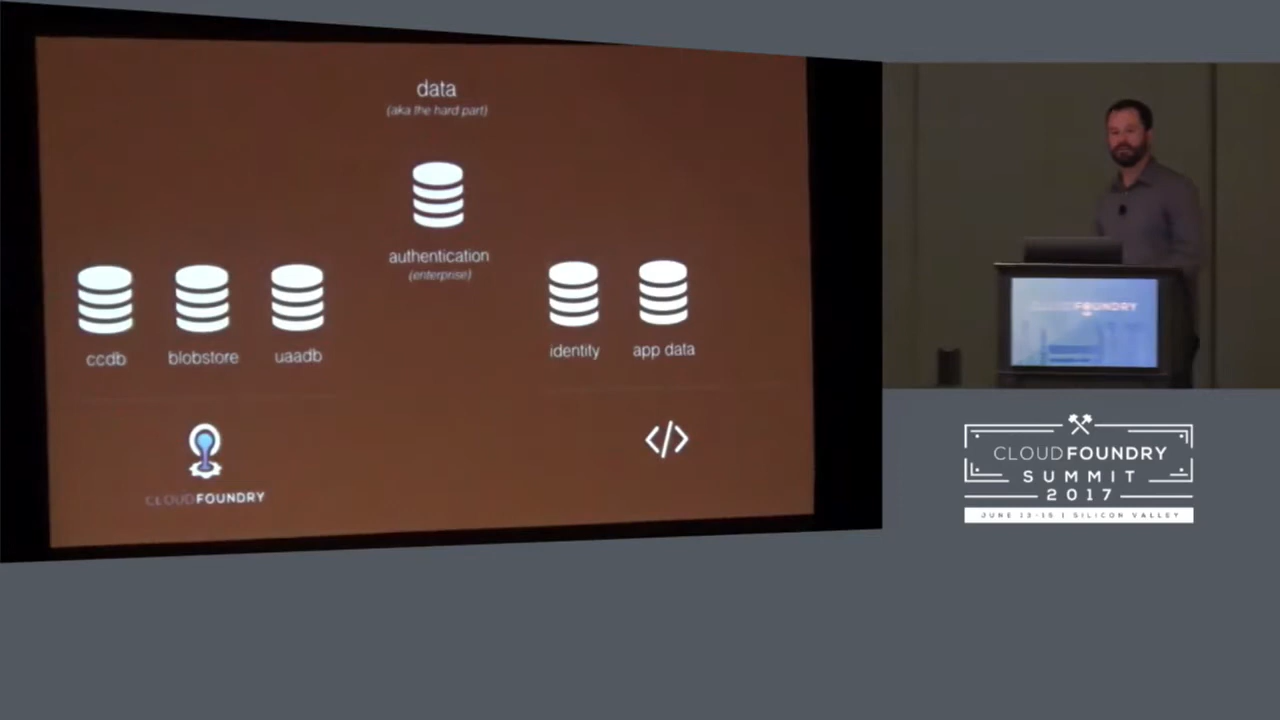 data
(aka the hard part)
authentication
(enterprise)
ccdb
blobstore
uaadb
identity
app data
</>
CLOUDFOUNDRY
CLOUDFOUNDRY
CLOUDFOUNDRY
SUMMIT
2017
JUNE 13-15 | SILICON VALLEY